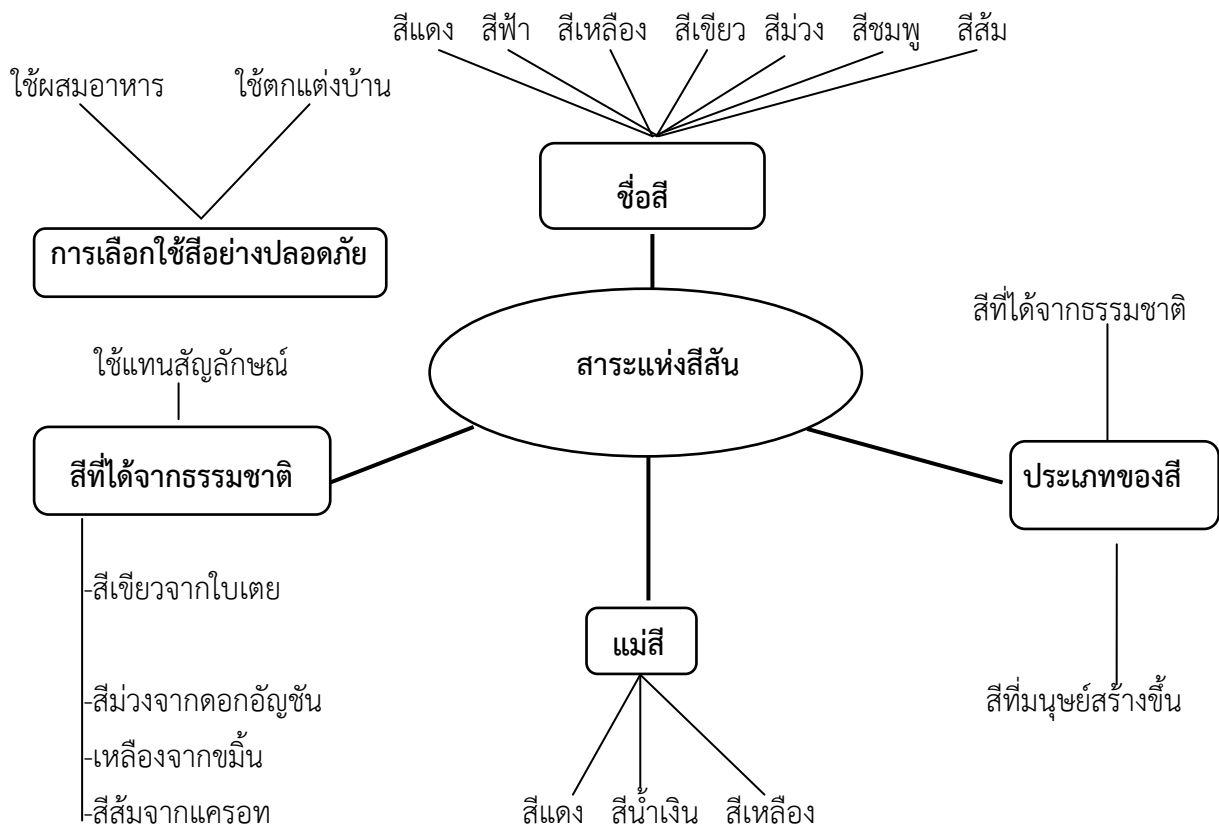 สีแดง สีฟ้า สีเหลือง สีเขียว สีม่วง สีชมพู สีส้ม
ใช้ผสมอาหาร ใช้ตกแต่งบ้าน
ชื่อสี
การเลือกใช้สีอย่างปลอดภัย
สีที่ได้จากธรรมชาติ
ใช้แทนสัญลักษณ์
สาระแห่งสีสัน
สีที่ได้จากธรรมชาติ
ประเภทของสี
-สีเขียวจากใบเตย
แม่สี
-สีม่วงจากดอกอัญชัน
สีที่มนุษย์สร้างขึ้น
-เหลืองจากขมิ้น
-สีส้มจากแครอท
สีแดง สีน้ำเงิน สีเหลือง